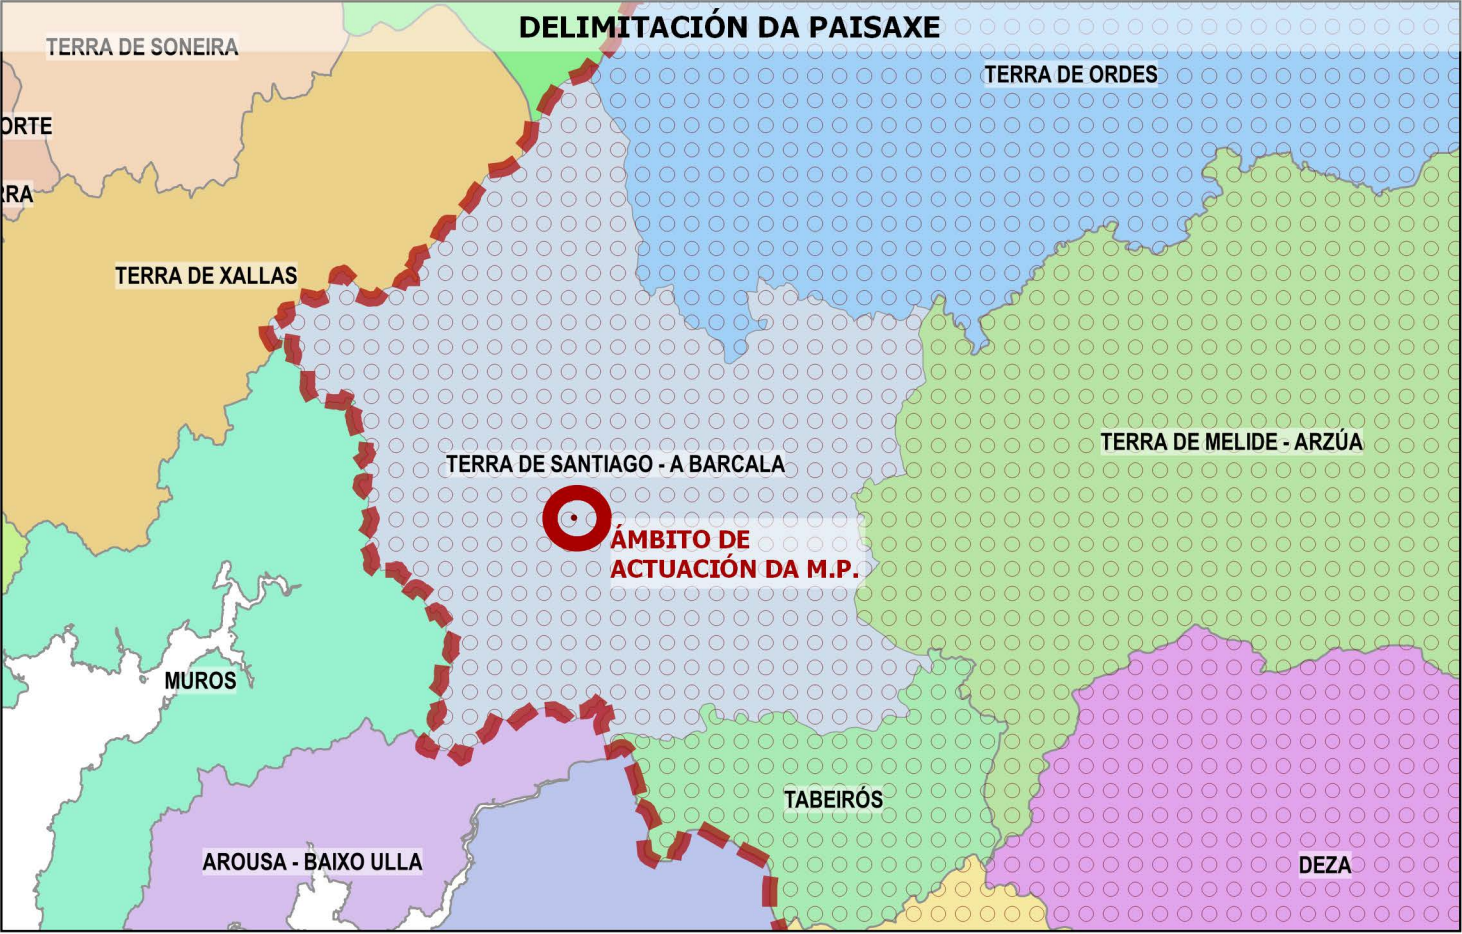 DELIMITACIÓN DA PAISAXE
TERRA DE SONEIRA
TERRA DE ORDES
ORTE
RRA
TERRA DE XALLAS
TERRA DE MELIDE - ARZÚA
TERRA DE SANTIAGO - A BARCALA
ÁMBITO DE
ACTUACIÓN DA M.P.
MUROS
TABEIRÓS
AROUSA - BAIXO ULLA
DEZA